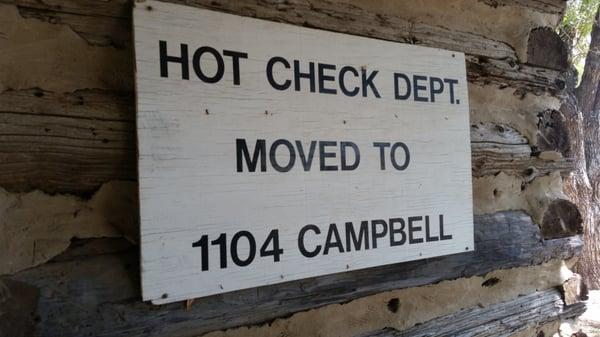 HOT CHECK DEPT.
MOVED TO
1104 CAMPBELL